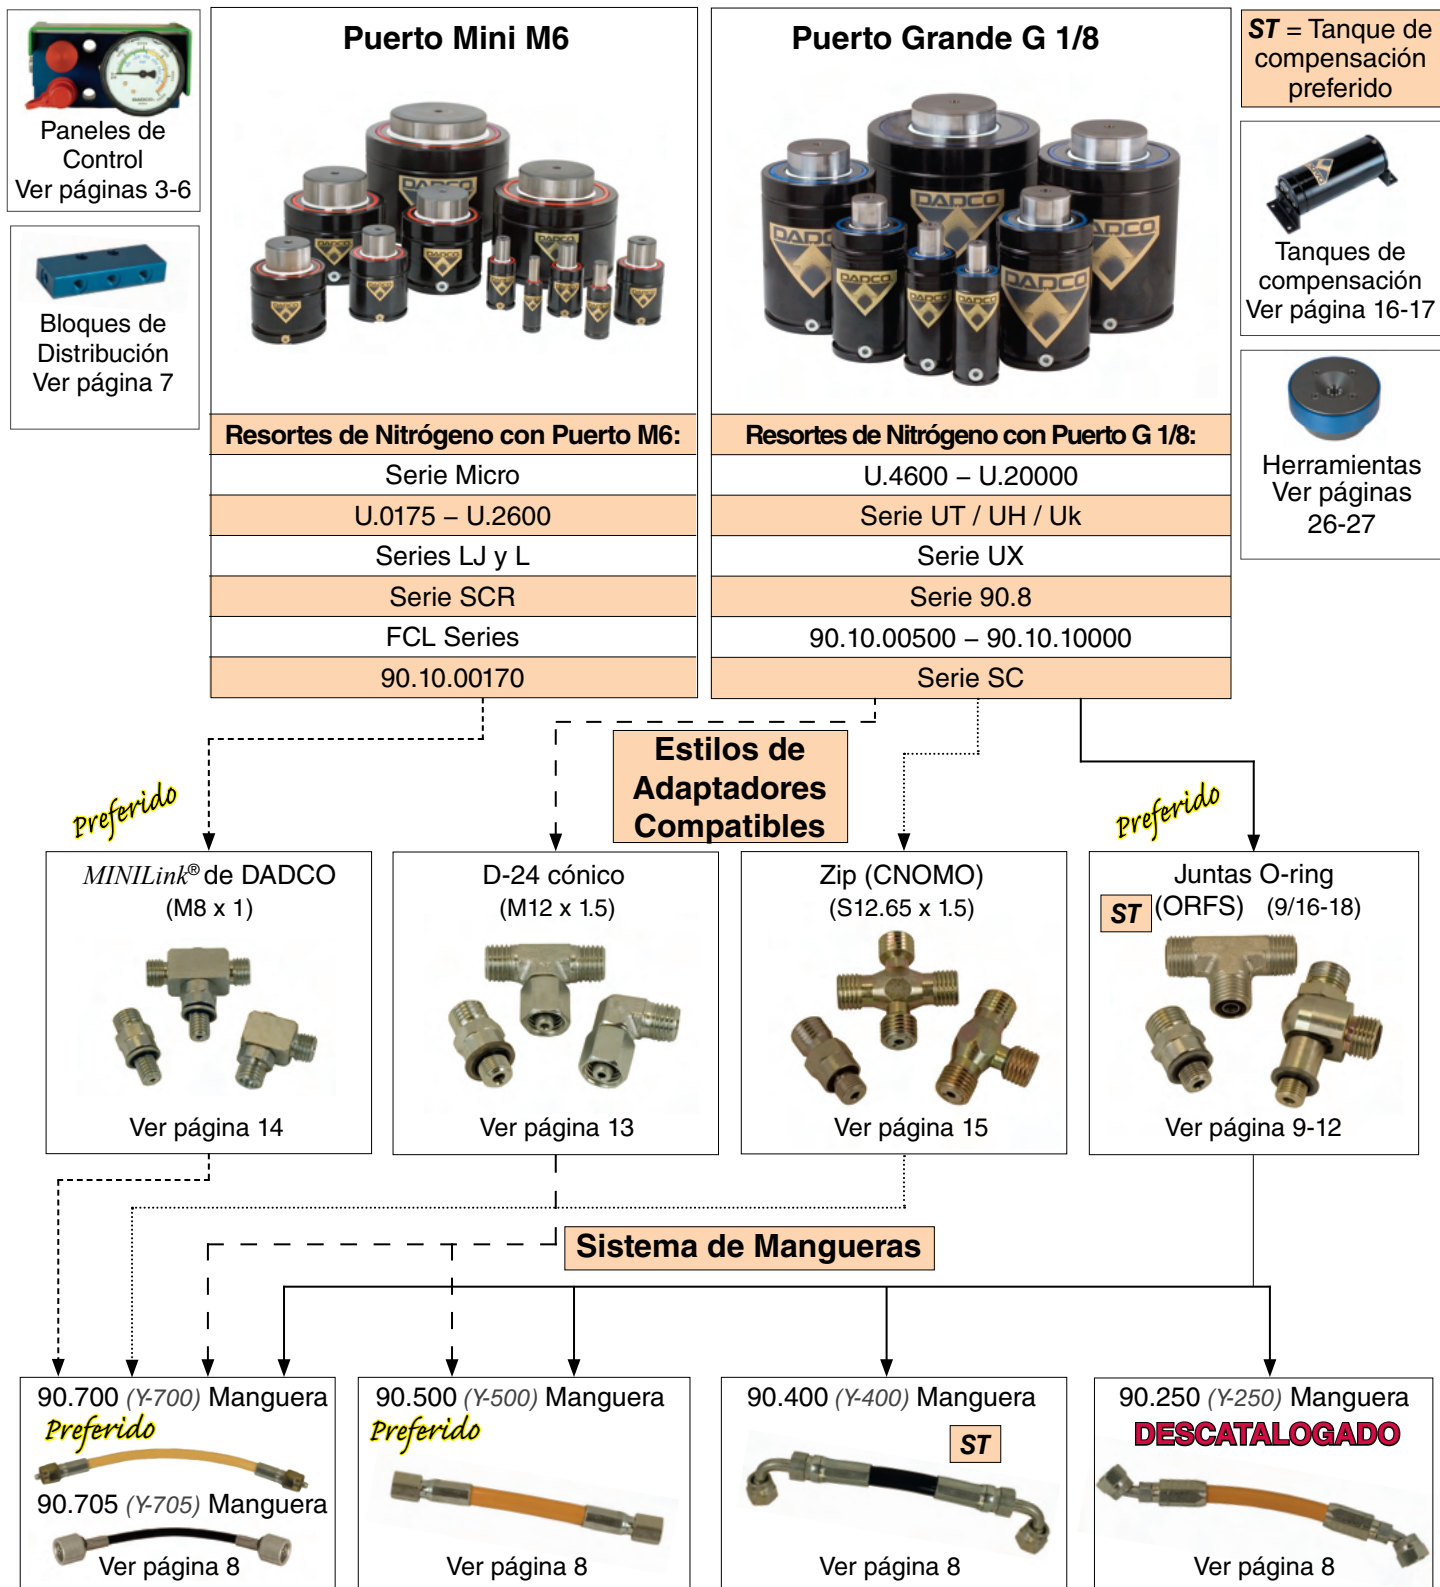 Paneles de
Control
Ver páginas 3-6
Bloques de
Distribución
Ver página 7
Puerto Mini M6
DADCO
Resortes de Nitrógeno con Puerto M6:
Serie Micro
U.0175 – U.2600
Series LJ y L
Serie SCR
FCL Series
90.10.00170
Puerto Grande G 1/8
DADCO
Resortes de Nitrógeno con Puerto G 1/8:
U.4600 – U.20000
Serie UT / UH / Uk
Serie UX
Serie 90.8
90.10.00500 – 90.10.10000
Serie SC
ST = Tanque de
compensación
preferido
Tanques de
compensación
Ver página 16-17
Herramientas
Ver páginas
26-27
Estilos de
Adaptadores
Compatibles
Preferido
MINILink® de DADCO
(M8 x 1)
Ver página 14
D-24 cónico
(M12 x 1.5)
Ver página 13
Zip (CNOMO)
(S12.65 x 1.5)
Ver página 15
Preferido
Juntas O-ring
ST (ORFS) (9/16-18)
Ver página 9-12
Sistema de Mangueras
90.700 (Y-700) Manguera
Preferido
90.705 (Y-705) Manguera
Ver página 8
90.500 (Y-500) Manguera
Preferido
Ver página 8
90.400 (Y-400) Manguera
ST
Ver página 8
90.250 (Y-250) Manguera
DESCATALOGADO
Ver página 8